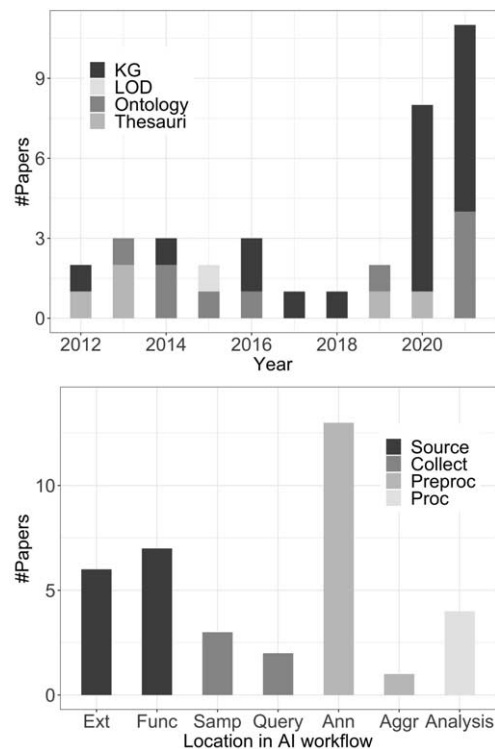 9
6
3
0
#Papers
KG
LOD
Ontology
Thesauri
2012 2014 2016 2018 2020
Year
10
5
0
#Papers
Source
Collect
Preproc
Proc
Ext Func Samp Query Ann Aggr Analysis
Location in AI workflow